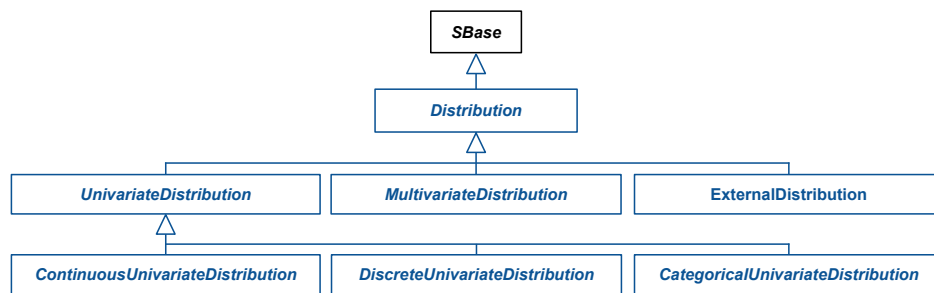 SBase
Distribution
UnivariateDistribution
MultivariateDistribution
ExternalDistribution
ContinuousUnivariateDistribution
DiscreteUnivariateDistribution
CategoricalUnivariateDistribution